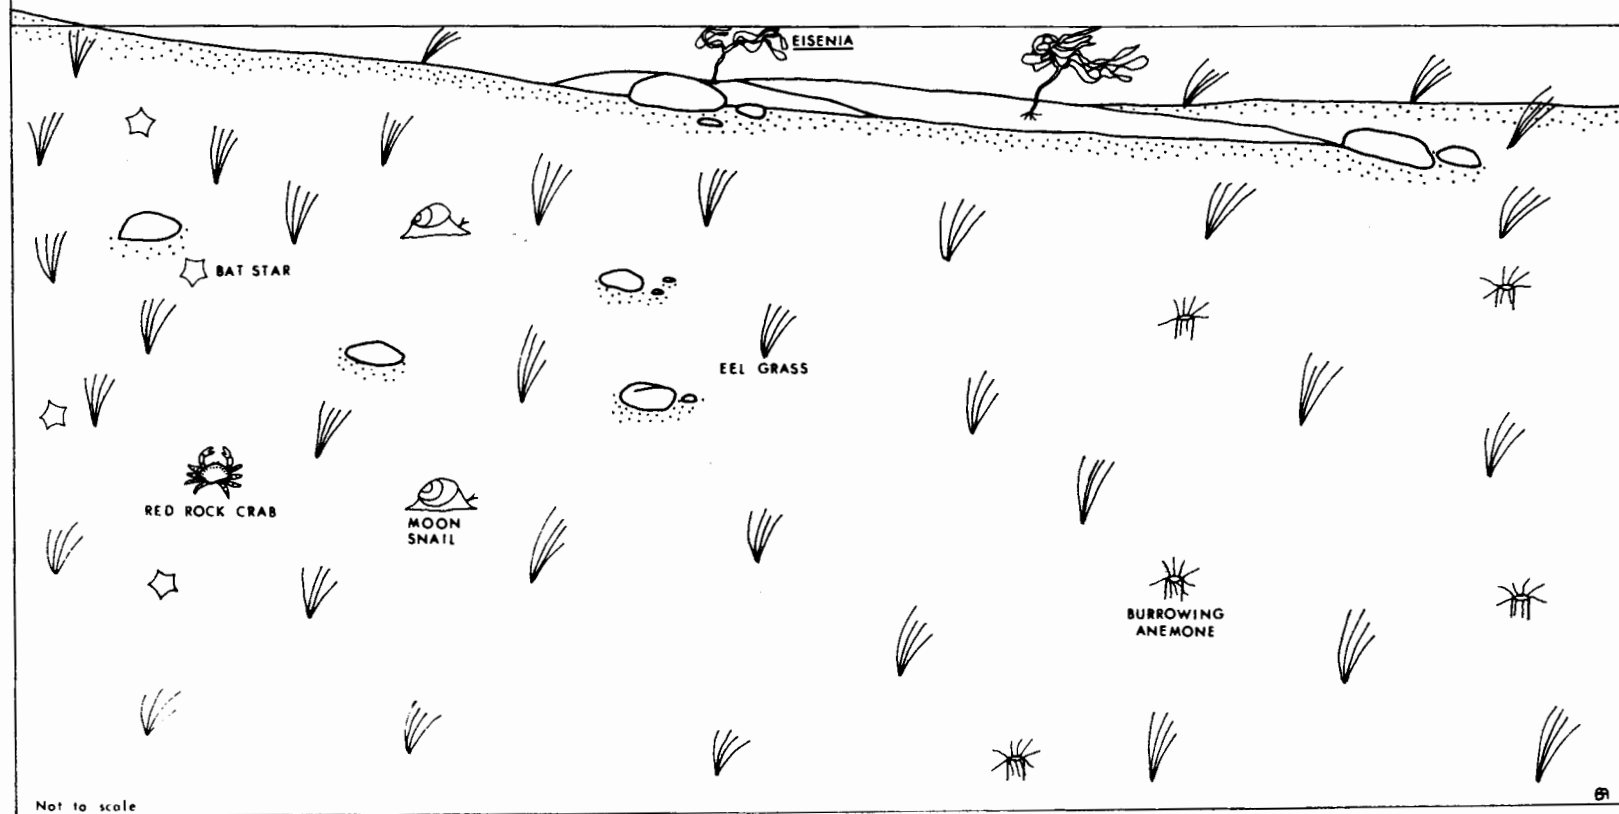 EISENIA
BAT STAR
EEL GRASS
RED ROCK CRAB
MOON
SNAIL
BURROWING
ANEMONE
Not to scale